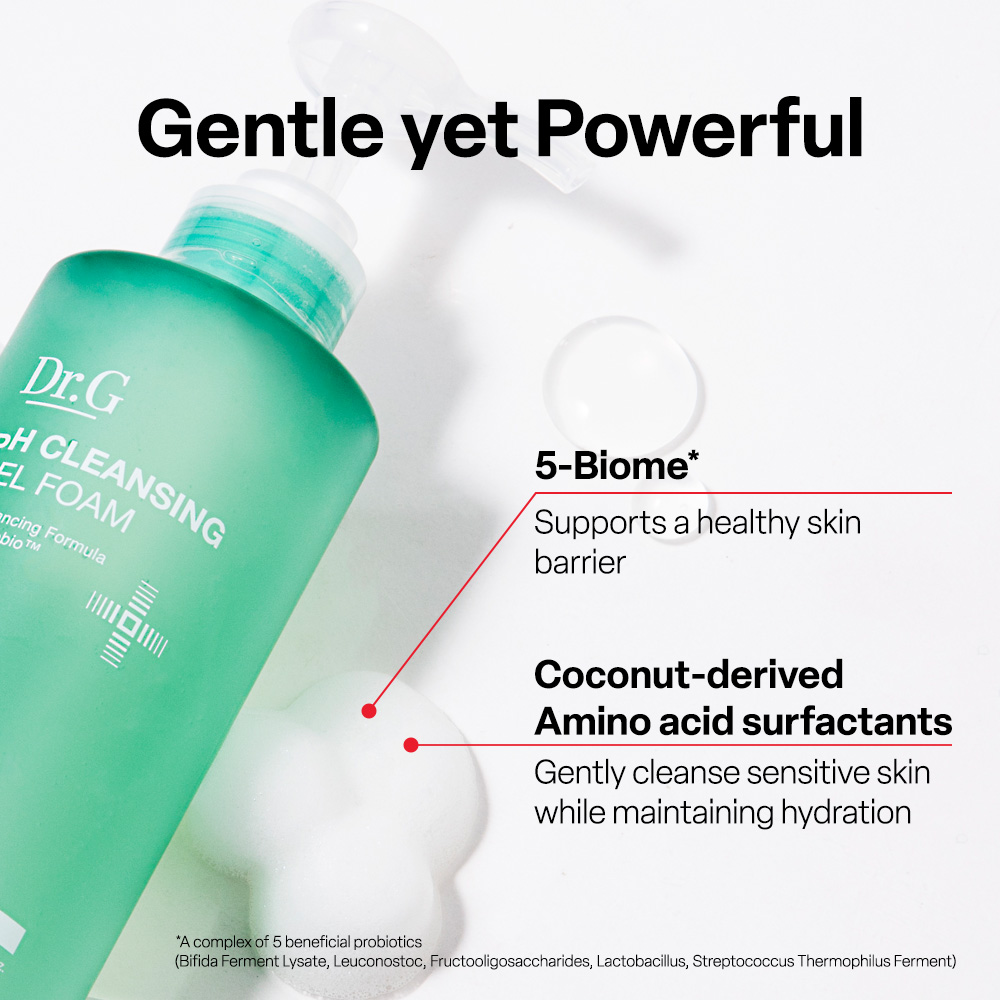 Gentle yet Powerful
Dr.G
pH CLEANSING
EL FOAM
ncing Formula
bio™
5-Biome*
Supports a healthy skin
barrier
Coconut-derived
Amino acid surfactants
Gently cleanse sensitive skin
while maintaining hydration
*A complex of 5 beneficial probiotics
(Bifida Ferment Lysate, Leuconostoc, Fructooligosaccharides, Lactobacillus, Streptococcus Thermophilus Ferment)